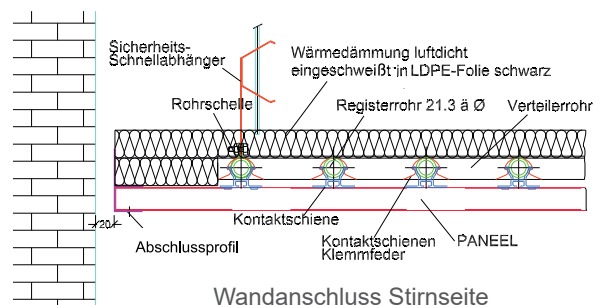 Sicherheits-
Schnellabhänger
Wärmedämmung luftdicht
eingeschweißt in LDPE-Folie schwarz
Rohrschelle
Registerrohr 21.3 ä Ø
Verteilerrohr
20
Kontaktschiene
Abschlussprofil
Kontaktschienen
Klemmfeder
PANEEL
Wandanschluss Stirnseite